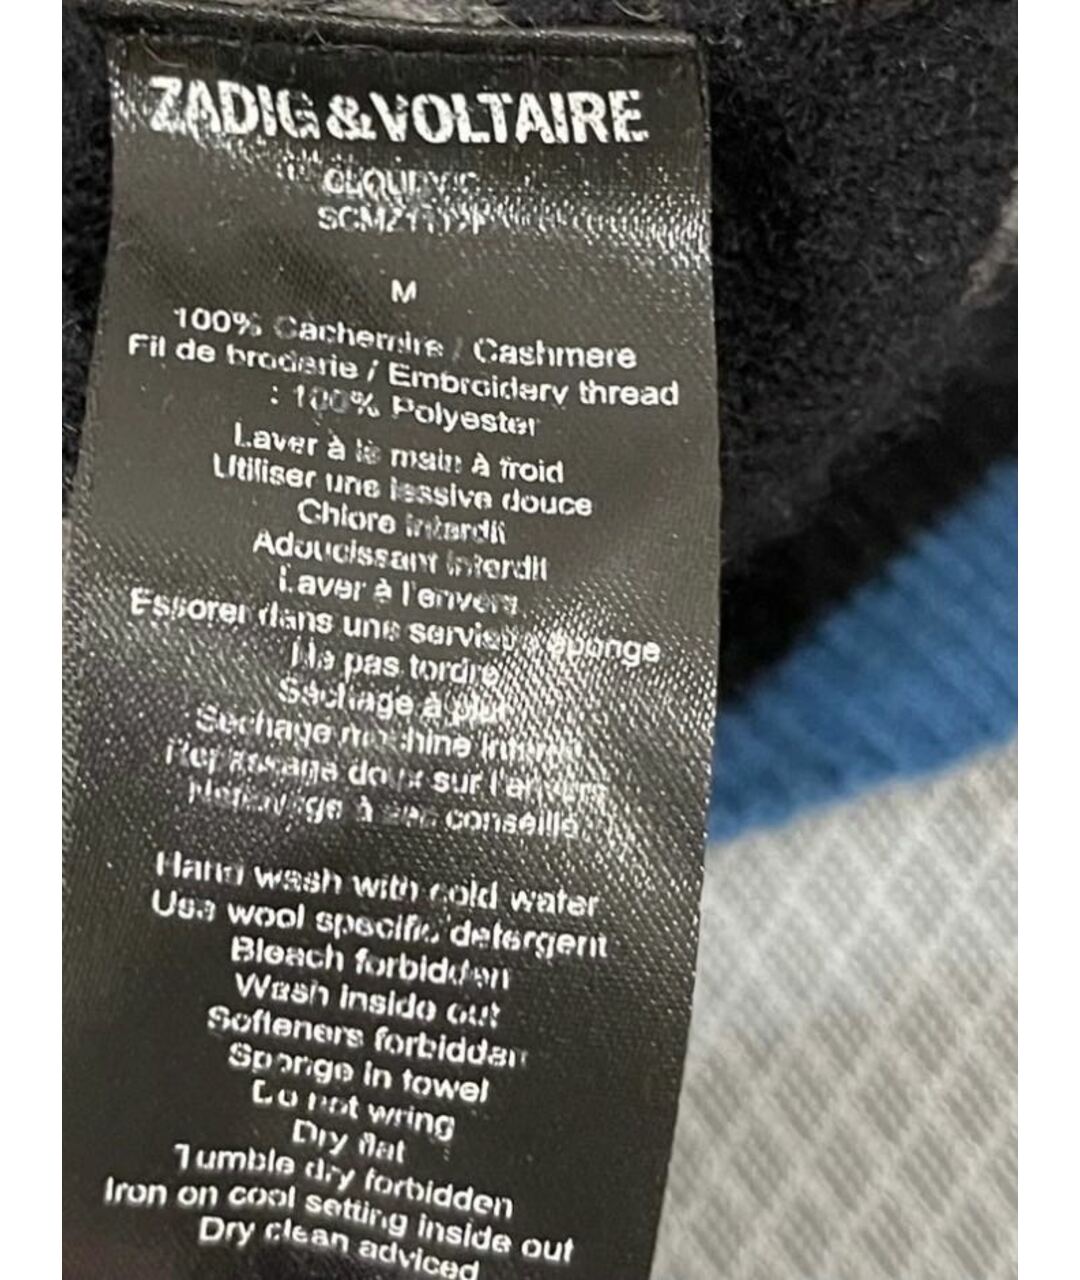 ZADIG&VOLTAIRE
M
100% Cachemire / Cashmere
Fil de broderie / Embroidery thread
: 100% Polyester
Laver à la main à froid
Utiliser une lessive douce
Chlore interdit
Adoucissant interdit
Laver à l'envers
Essorer dans une serviette éponge
Ne pas tordre
Séchage à plat
Séchage machine interdit
Repassage doux sur l'envers
Nettoyage à sec conseillé
Hand wash with cold water
Use wool specific detergent
Bleach forbidden
Wash inside out
Softeners forbidden
Sponge in towel
Do not wring
Dry flat
Tumble dry forbidden
Iron on cool setting inside out
Dry clean adviced